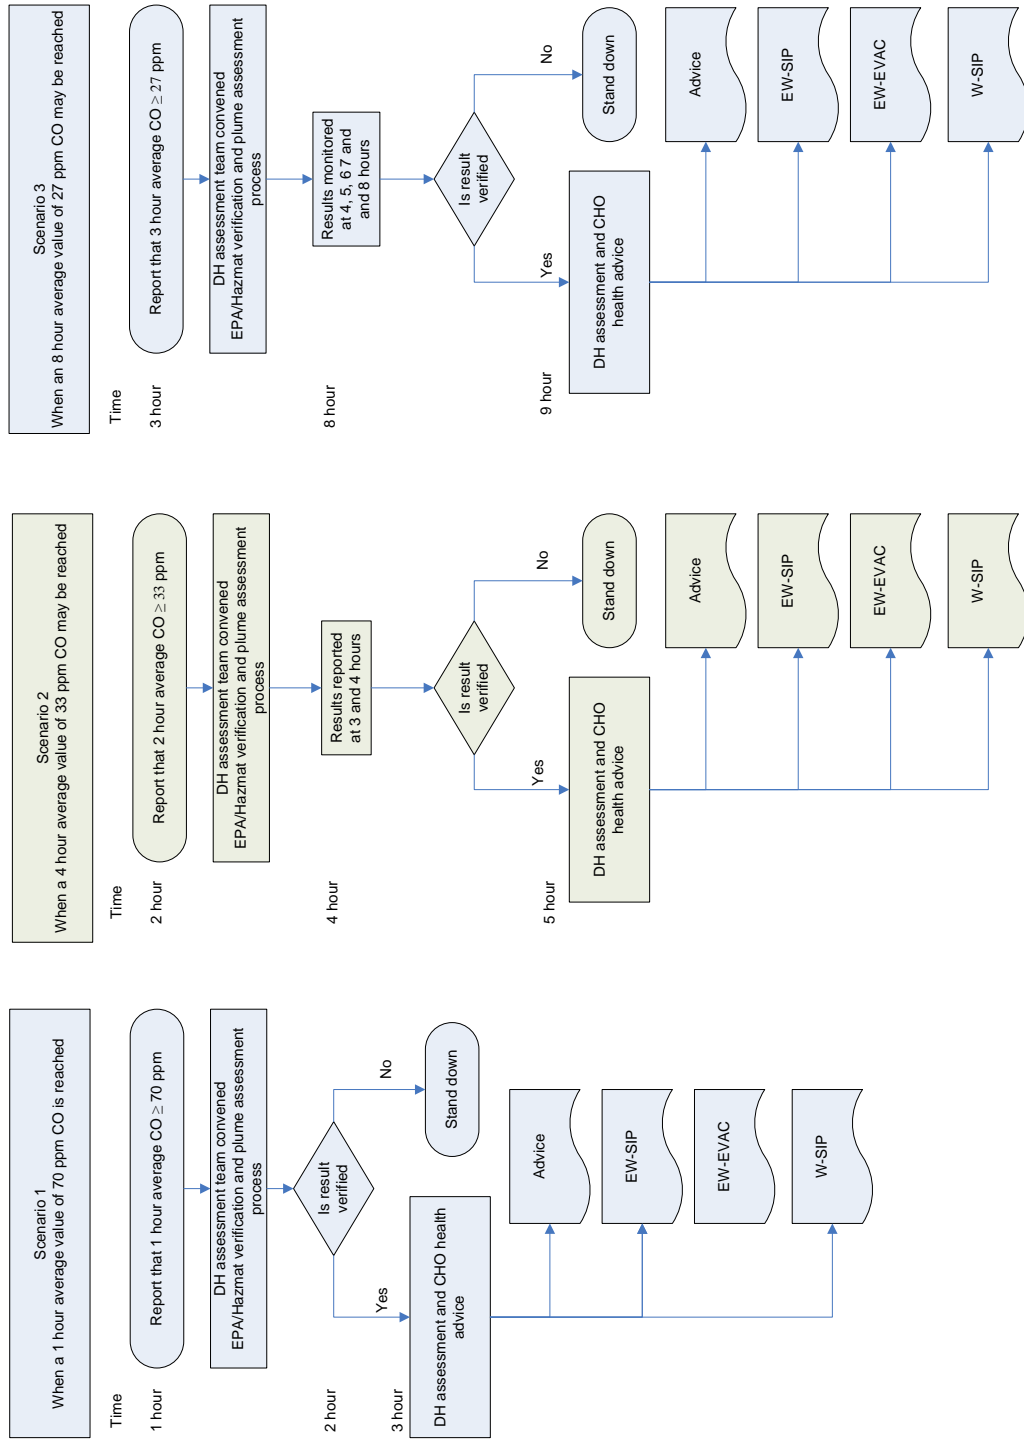 Scenario 1
When a 1 hour average value of 70 ppm CO is reached
Time
1 hour
Report that 1 hour average CO ≥ 70 ppm
DH assessment team convened
EPA/Hazmat verification and plume assessment
process
2 hour
Is result
verified
Yes
No
Stand down
3 hour
DH assessment and CHO health
advice
Advice
EW-SIP
EW-EVAC
W-SIP
Scenario 2
When a 4 hour average value of 33 ppm CO may be reached
Time
2 hour
Report that 2 hour average CO ≥ 33 ppm
DH assessment team convened
EPA/Hazmat verification and plume assessment
process
4 hour
Results reported
at 3 and 4 hours
Is result
verified
Yes
No
Stand down
5 hour
DH assessment and CHO
health advice
Advice
EW-SIP
EW-EVAC
W-SIP
Scenario 3
When an 8 hour average value of 27 ppm CO may be reached
Time
3 hour
Report that 3 hour average CO ≥ 27 ppm
DH assessment team convened
EPA/Hazmat verification and plume assessment
process
8 hour
Results monitored
at 4, 5, 6 7 and
and 8 hours
Is result
verified
Yes
No
Stand down
9 hour
DH assessment and CHO
health advice
Advice
EW-SIP
EW-EVAC
W-SIP